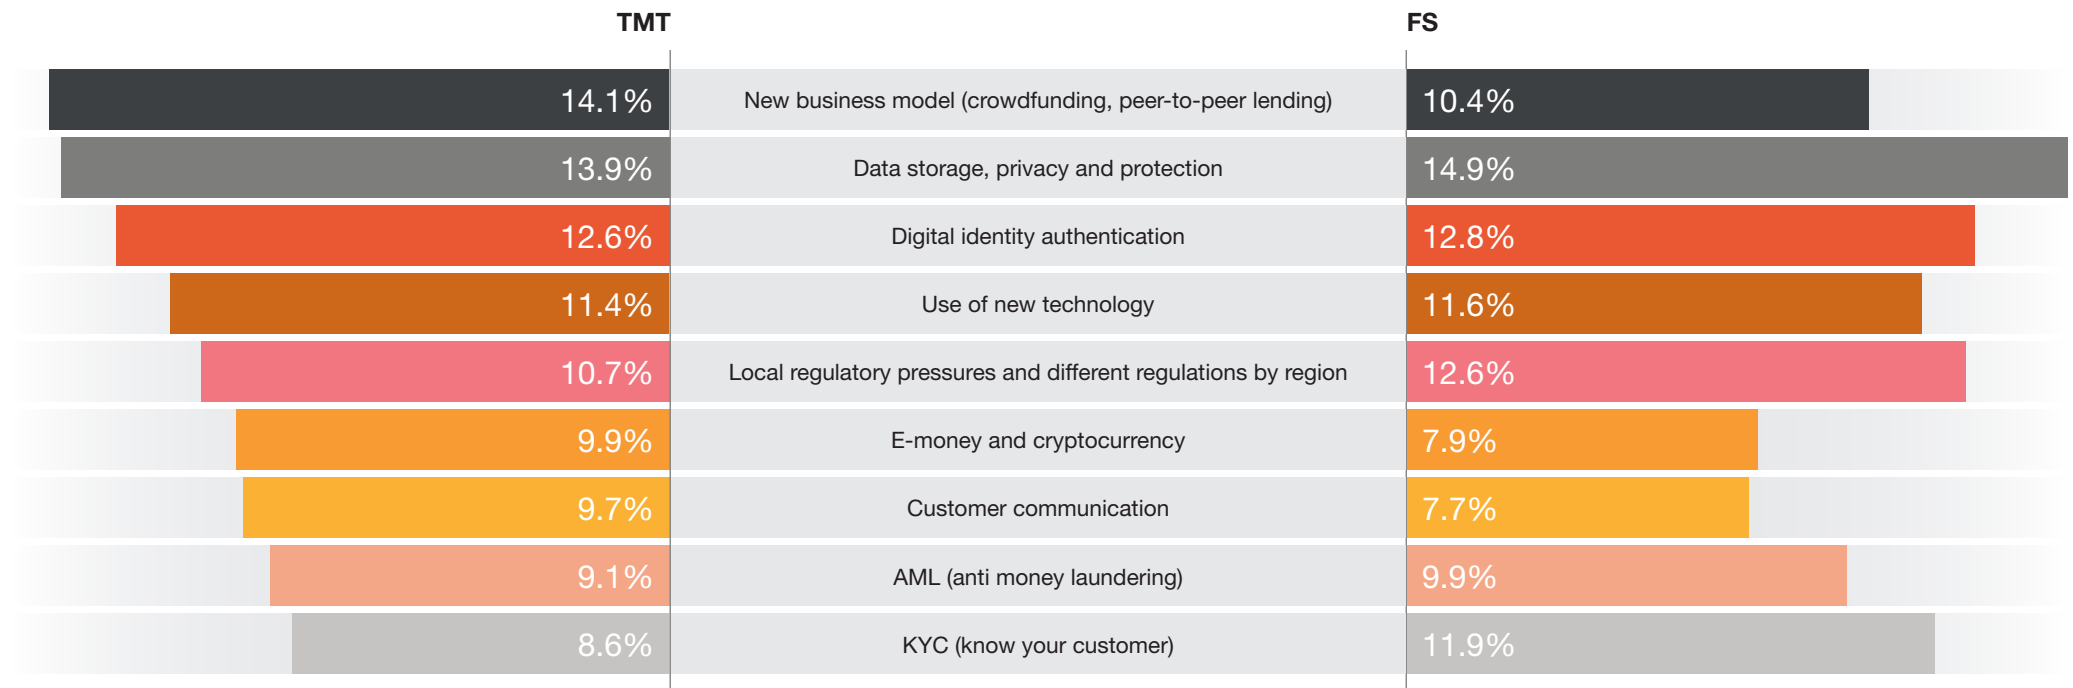 TMT FS
14.1% New business model (crowdfunding, peer-to-peer lending) 10.4%
13.9% Data storage, privacy and protection 14.9%
12.6% Digital identity authentication 12.8%
11.4% Use of new technology 11.6%
10.7% Local regulatory pressures and different regulations by region 12.6%
9.9% E-money and cryptocurrency 7.9%
9.7% Customer communication 7.7%
9.1% AML (anti money laundering) 9.9%
8.6% KYC (know your customer) 11.9%